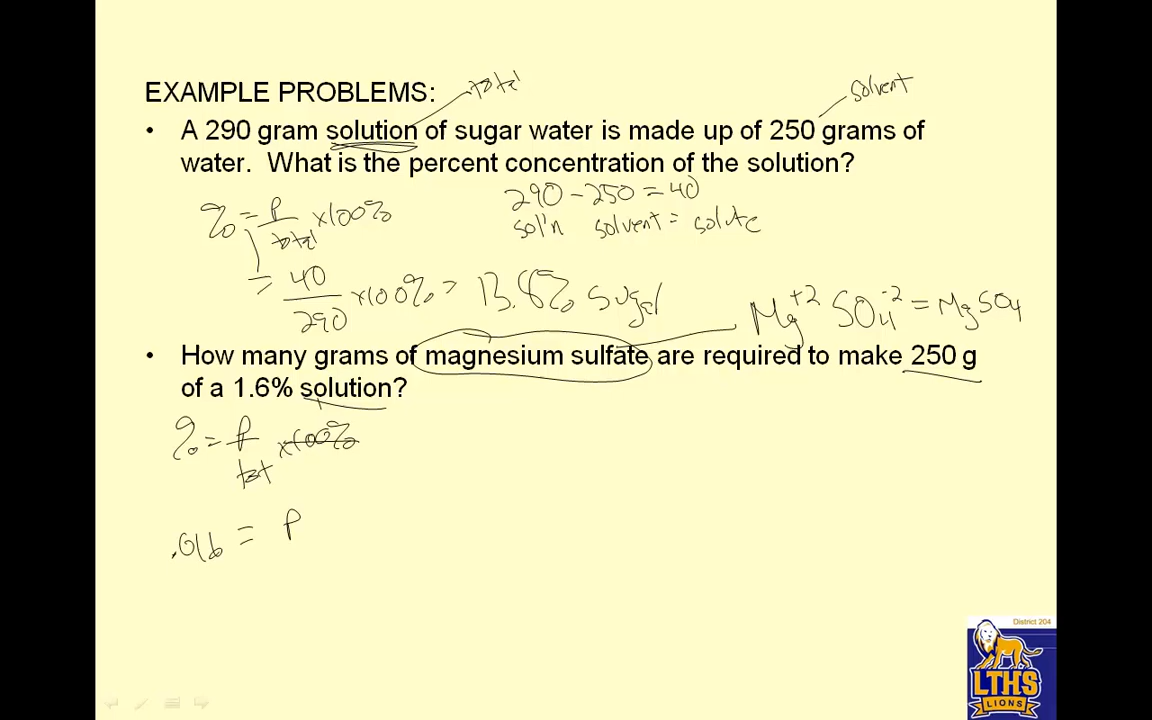 EXAMPLE PROBLEMS:
total
solvent
• A 290 gram solution of sugar water is made up of 250 grams of
water. What is the percent concentration of the solution?
% = P/total x100%
290 - 250 = 40
sol'n solvent = solute
= 40/290 x100% = 13.8% sugar
Mg+2 SO4-2 = MgSO4
• How many grams of magnesium sulfate are required to make 250 g
of a 1.6% solution?
% = P/tot x100%
.016 = P
District 204
LTHS
LIONS